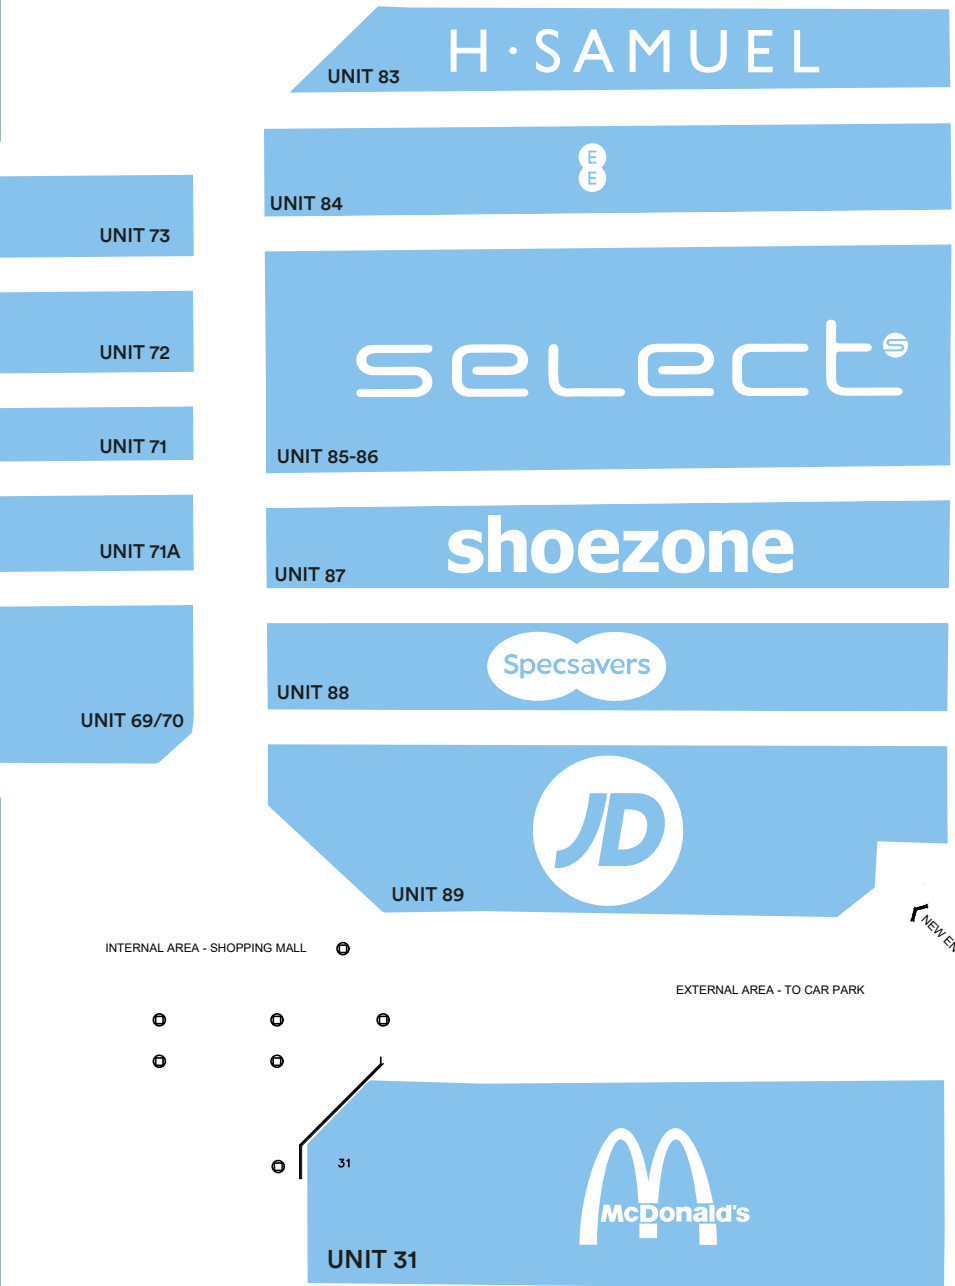 H·SAMUEL
UNIT 83
E
E
UNIT 84
UNIT 73
select s
UNIT 72
UNIT 71
UNIT 85-86
shoezone
UNIT 71A
UNIT 87
Specsavers
UNIT 88
UNIT 69/70
JD
UNIT 89
NEW
INTERNAL AREA - SHOPPING MALL
EXTERNAL AREA - TO CAR PARK
31
McDonald's
UNIT 31